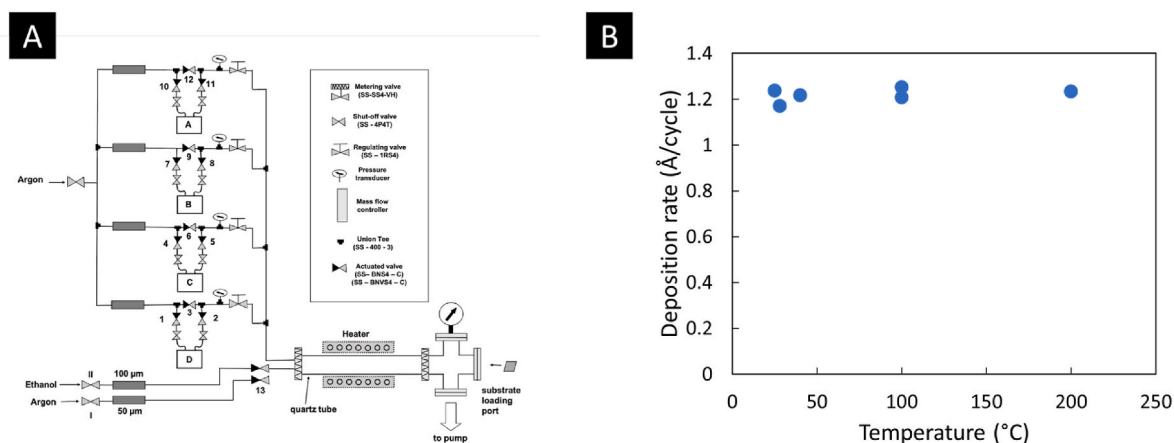 A
12
10
11
A
9
7
8
B
Argon
6
4
5
C
3
1
2
D
Ethanol
II
100 µm
Argon
I
50 µm
13
Heater
quartz tube
substrate
loading
port
to pump
Metering valve
(SS-SS4-VH)
Shut-off valve
(SS - 4P4T)
Regulating valve
(SS – 1RS4)
Pressure
transducer
Mass flow
controller
Union Tee
(SS - 400 - 3)
Actuated valve
(SS– BNS4 – C)
(SS – BNVS4 – C)
B
Deposition rate (Å/cycle)
1.4
1.2
1
0.8
0.6
0.4
0.2
0
0
50
100
150
200
250
Temperature (°C)